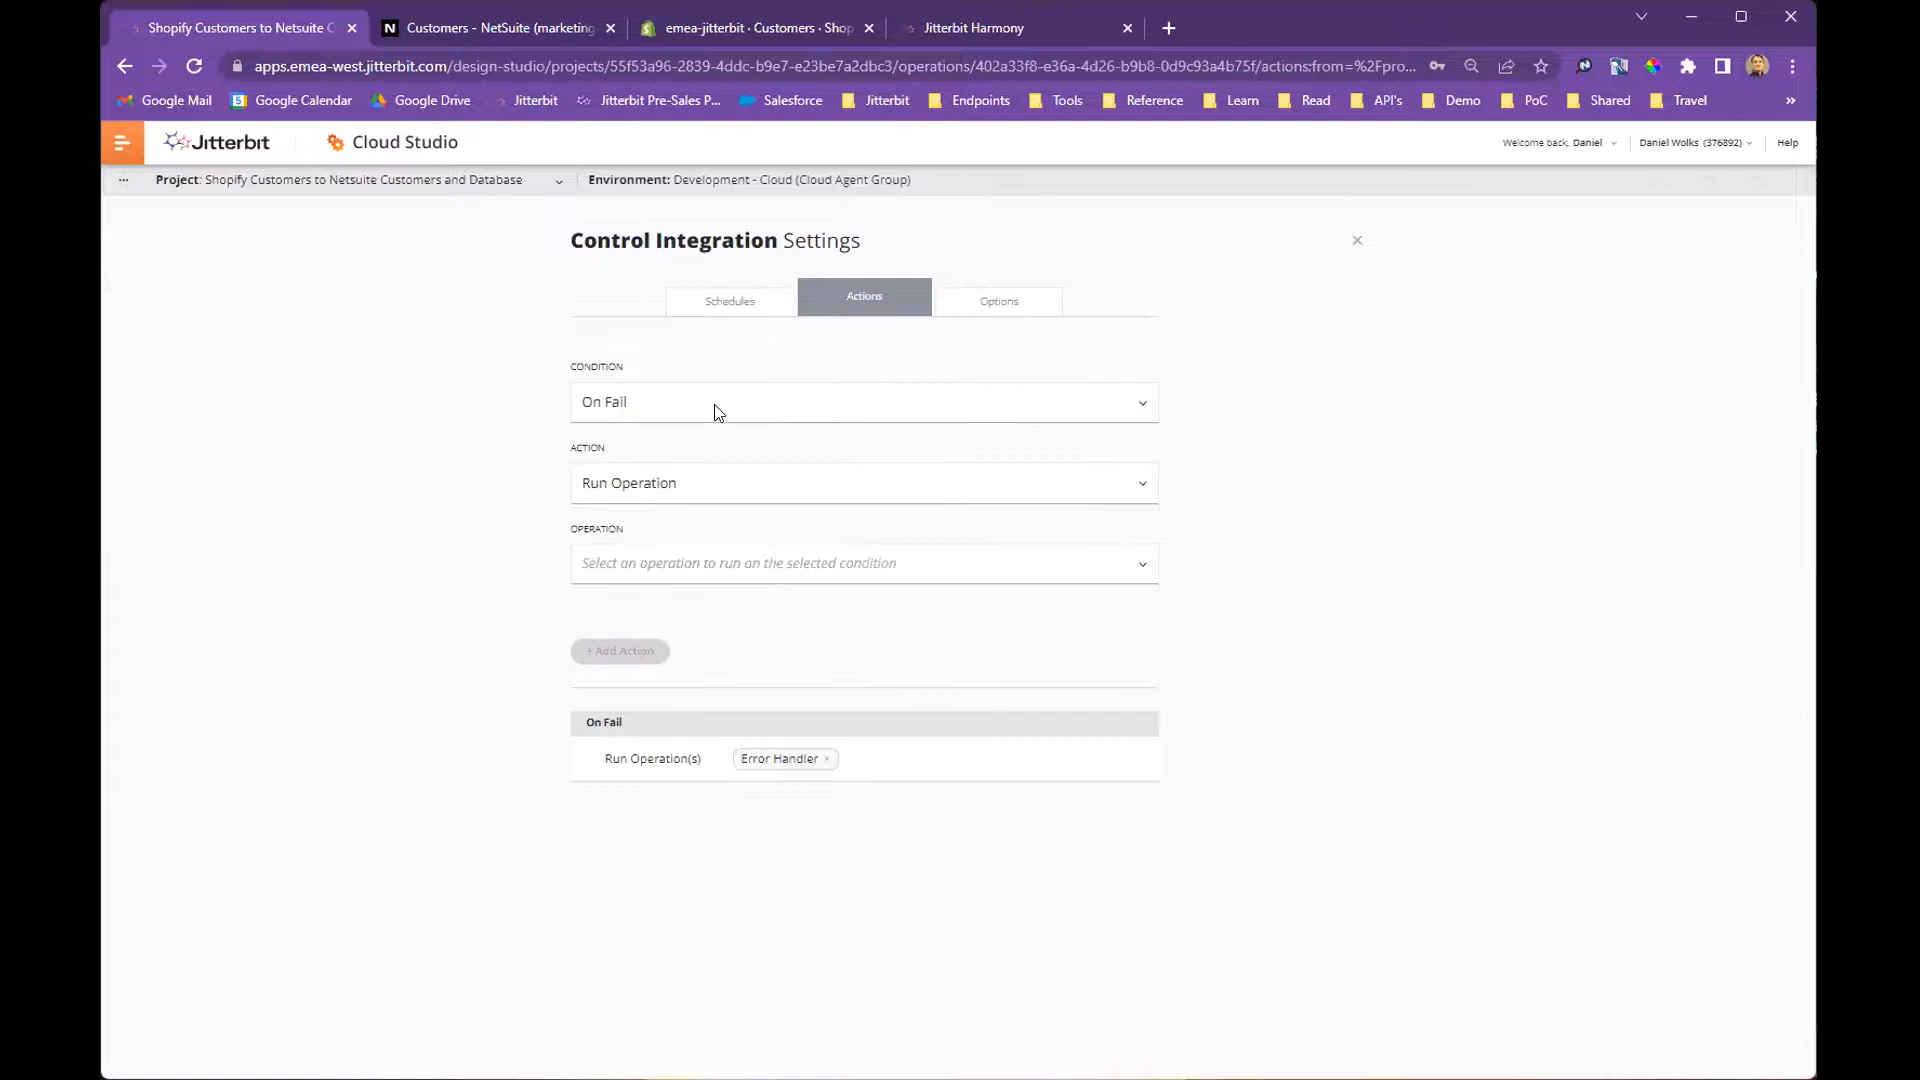 Shopify Customers to Netsuite C
Customers - NetSuite (marketing
emea-jitterbit · Customers · Shop
Jitterbit Harmony
apps.emea-west.jitterbit.com/design-studio/projects/55f53a96-2839-4ddc-b9e7-e23be7a2dbc3/operations/402a33f8-e36a-4d26-b9b8-0d9c93a4b75f/actions:from=%2Fpro...
Google Mail
Google Calendar
Google Drive
Jitterbit
Jitterbit Pre-Sales P...
Salesforce
Jitterbit
Endpoints
Tools
Reference
Learn
Read
API's
Demo
PoC
Shared
Travel
»
Jitterbit
Cloud Studio
Welcome back, Daniel
Daniel Wolks (376892)
Help
Project: Shopify Customers to Netsuite Customers and Database
Environment: Development - Cloud (Cloud Agent Group)
Control Integration Settings
Schedules
Actions
Options
CONDITION
On Fail
ACTION
Run Operation
OPERATION
Select an operation to run on the selected condition
+ Add Action
On Fail
Run Operation(s)
Error Handler ×